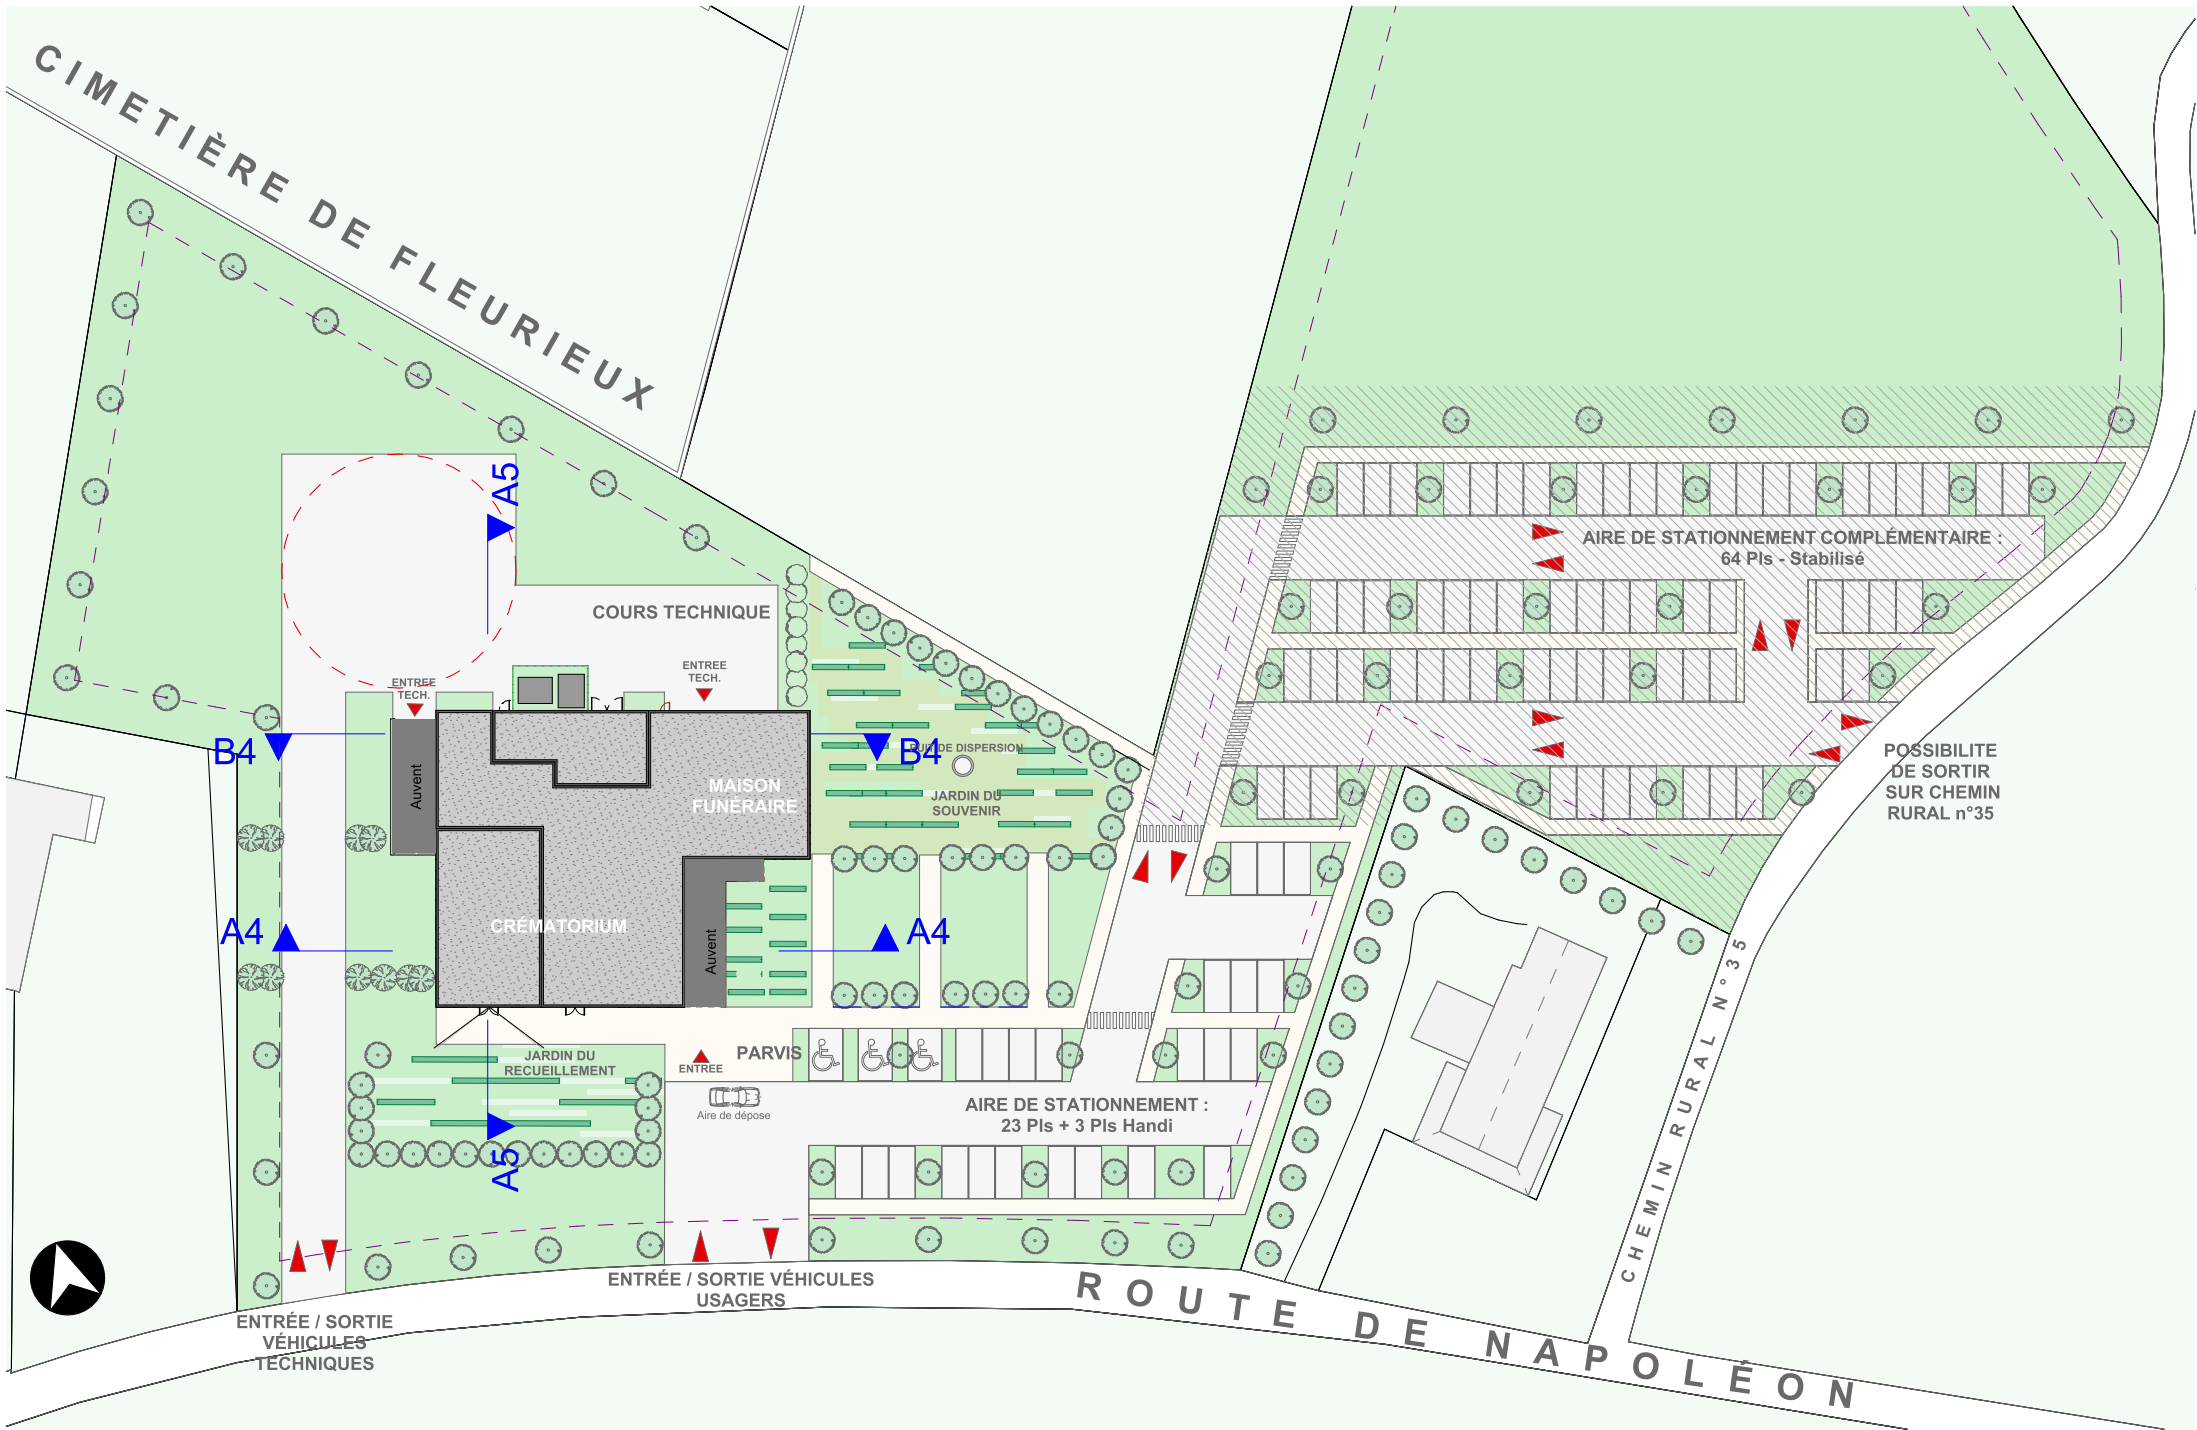 CIMETIÈRE DE FLEURIEUX
A5
COURS TECHNIQUE
ENTREE
TECH.
ENTREE
TECH.
AIRE DE STATIONNEMENT COMPLÉMENTAIRE :
64 Pls - Stabilisé
B4
B4
Auvent
MAISON
FUNÉRAIRE
PUIT DE DISPERSION
JARDIN DU
SOUVENIR
POSSIBILITE
DE SORTIR
SUR CHEMIN
RURAL n°35
A4
A4
CRÉMATORIUM
Auvent
JARDIN DU
RECUEILLEMENT
PARVIS
ENTREE
Aire de dépose
AIRE DE STATIONNEMENT :
23 Pls + 3 Pls Handi
A5
CHEMIN RURAL N°35
ENTRÉE / SORTIE VÉHICULES
USAGERS
ENTRÉE / SORTIE
VÉHICULES
TECHNIQUES
ROUTE DE NAPOLÉON